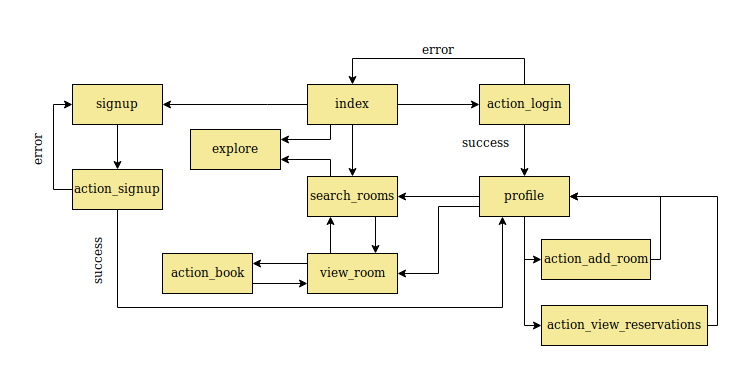 error
signup
index
action_login
error
explore
success
action_signup
search_rooms
profile
success
action_book
view_room
action_add_room
action_view_reservations